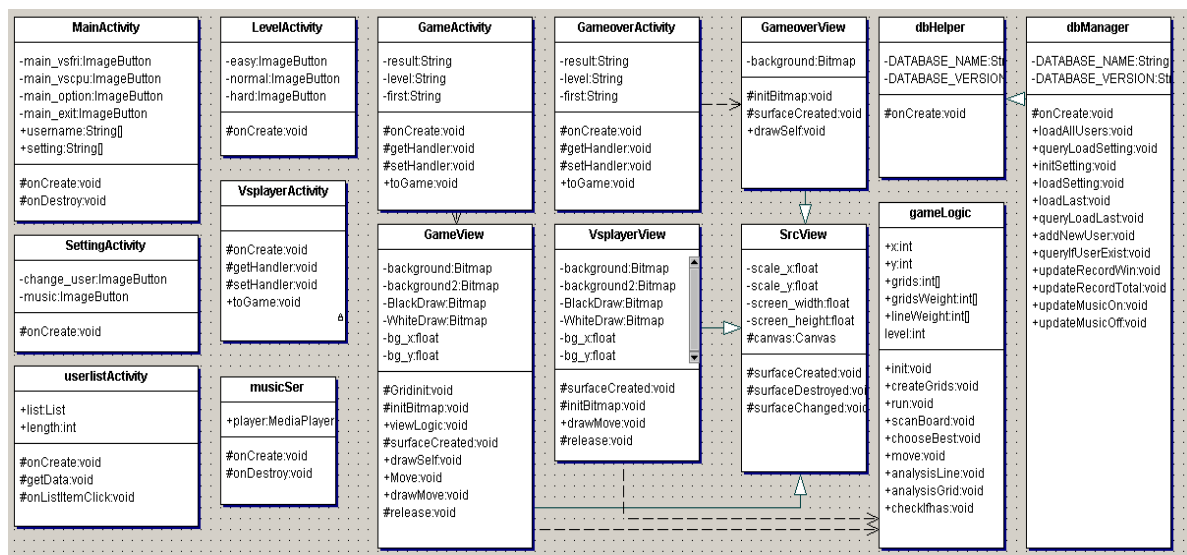 MainActivity
-main_vsfri:ImageButton
-main_vscpu:ImageButton
-main_option:ImageButton
-main_exit:ImageButton
+username:String[]
+setting:String[]
#onCreate:void
#onDestroy:void
LevelActivity
-easy:ImageButton
-normal:ImageButton
-hard:ImageButton
#onCreate:void
GameActivity
-result:String
-level:String
-first:String
#onCreate:void
#getHandler:void
#setHandler:void
+toGame:void
GameoverActivity
-result:String
-level:String
-first:String
#onCreate:void
#getHandler:void
#setHandler:void
+toGame:void
GameoverView
-background:Bitmap
#initBitmap:void
#surfaceCreated:void
+drawSelf:void
dbHelper
-DATABASE_NAME:Stri
-DATABASE_VERSION
#onCreate:void
dbManager
-DATABASE_NAME:String
-DATABASE_VERSION:Sti
#onCreate:void
+loadAllUsers:void
+queryLoadSetting:void
+initSetting:void
+loadSetting:void
+loadLast:void
+queryLoadLast:void
+addNewUser:void
+queryIfUserExist:void
+updateRecordWin:void
+updateRecordTotal:void
+updateMusicOn:void
+updateMusicOff:void
VsplayerActivity
#onCreate:void
#getHandler:void
#setHandler:void
+toGame:void
SettingActivity
-change_user:ImageButton
-music:ImageButton
#onCreate:void
GameView
-background:Bitmap
-background2:Bitmap
-BlackDraw:Bitmap
-WhiteDraw:Bitmap
-bg_x:float
-bg_y:float
#Gridinit:void
#initBitmap:void
+viewLogic:void
#surfaceCreated:void
+drawSelf:void
+Move:void
+drawMove:void
#release:void
VsplayerView
-background:Bitmap
-background2:Bitmap
-BlackDraw:Bitmap
-WhiteDraw:Bitmap
-bg_x:float
-bg_y:float
#surfaceCreated:void
#initBitmap:void
+drawMove:void
#release:void
SrcView
-scale_x:float
-scale_y:float
-screen_width:float
-screen_height:float
#canvas:Canvas
#surfaceCreated:void
#surfaceDestroyed:void
#surfaceChanged:void
gameLogic
+x:int
+y:int
+grids:int[]
+gridsWeight:int[]
+lineWeight:int[]
level:int
+init:void
+createGrids:void
+run:void
+scanBoard:void
+chooseBest:void
+move:void
+analysisLine:void
+analysisGrid:void
+checkIfhas:void
userlistActivity
+list:List
+length:int
#onCreate:void
#getData:void
#onListItemClick:void
musicSer
+player:MediaPlayer
#onCreate:void
#onDestroy:void